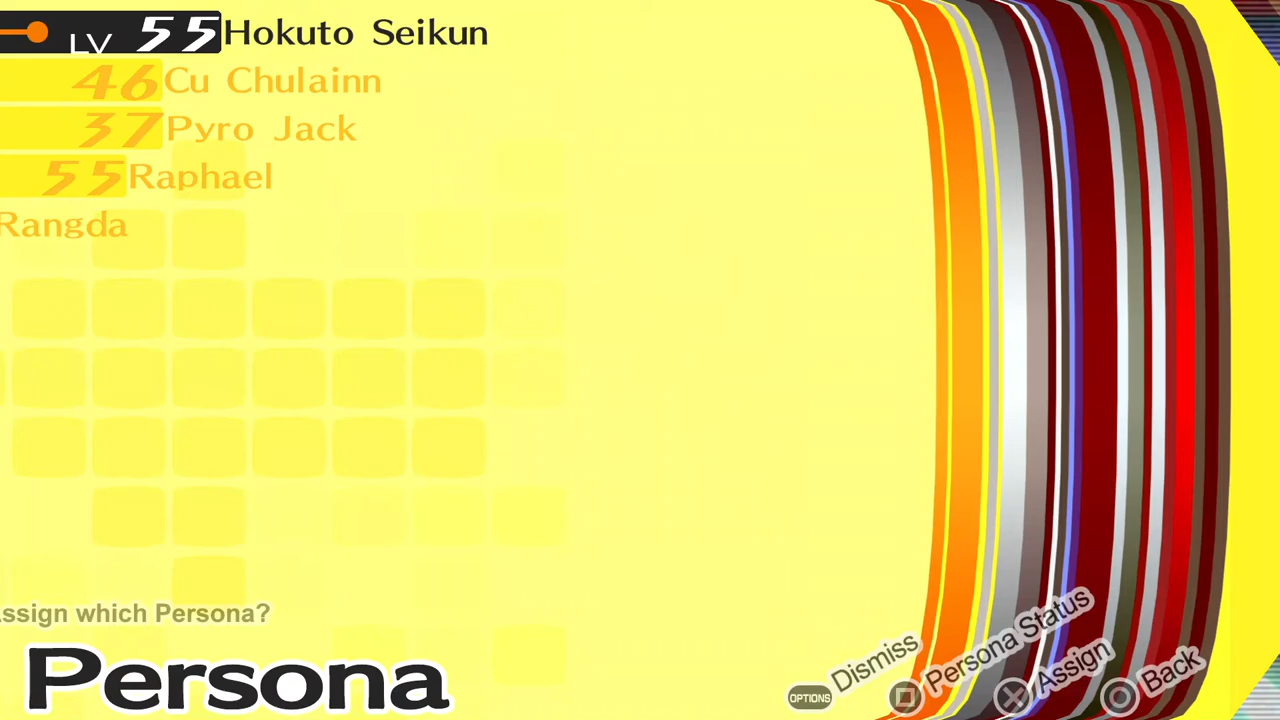 LV 55 Hokuto Seikun
46 Cu Chulainn
37 Pyro Jack
55 Raphael
Rangda
ssign which Persona?
Persona
OPTIONS Dismiss
Persona Status
Assign
Back